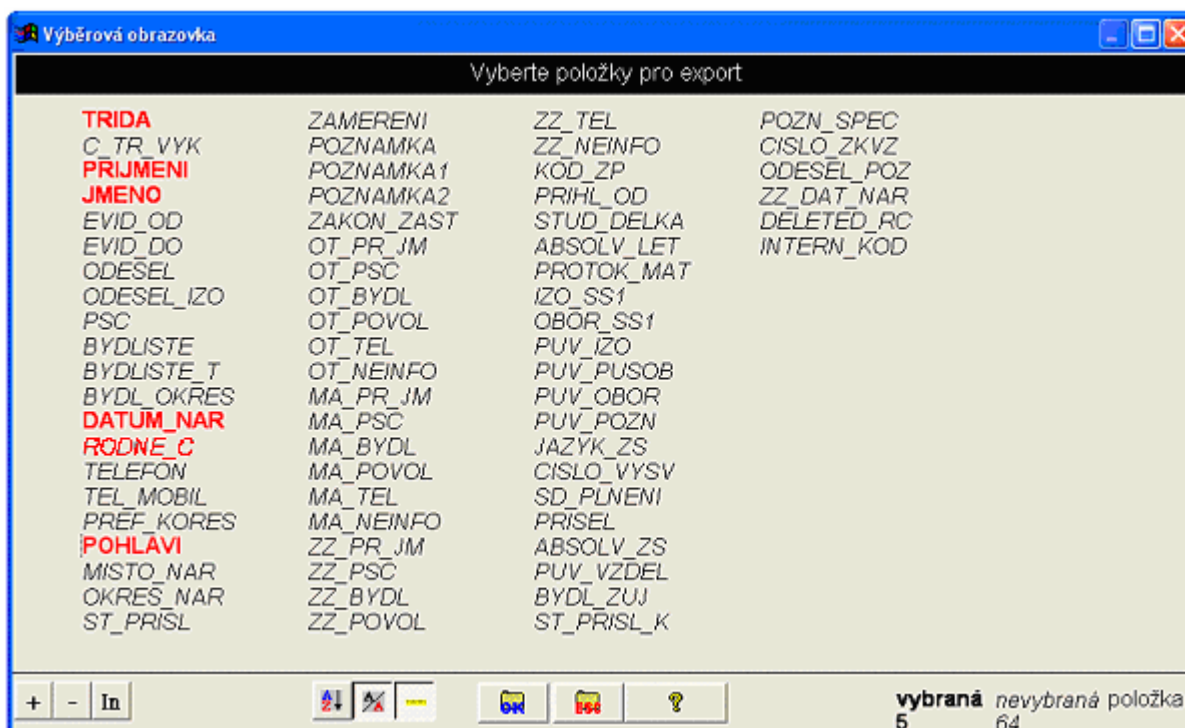 Výběrová obrazovka
Vyberte položky pro export
TRIDA
C_TR_VYK
PRIJMENI
JMENO
EVID_OD
EVID_DO
ODESEL
ODESEL_IZO
PSC
BYDLISTE
BYDLISTE_T
BYDL_OKRES
DATUM_NAR
RODNE_C
TELEFON
TEL_MOBIL
PREF_KORES
POHLAVI
MISTO_NAR
OKRES_NAR
ST_PRISL
ZAMERENI
POZNAMKA
POZNAMKA1
POZNAMKA2
ZAKON_ZAST
OT_PR_JM
OT_PSC
OT_BYDL
OT_POVOL
OT_TEL
OT_NEINFO
MA_PR_JM
MA_PSC
MA_BYDL
MA_POVOL
MA_TEL
MA_NEINFO
ZZ_PR_JM
ZZ_PSC
ZZ_BYDL
ZZ_POVOL
ZZ_TEL
ZZ_NEINFO
KOD_ZP
PRIHL_OD
STUD_DELKA
ABSOLV_LET
PROTOK_MAT
IZO_SS1
OBOR_SS1
PUV_IZO
PUV_PUSOB
PUV_OBOR
PUV_POZN
JAZYK_ZS
CISLO_VYSV
SD_PLNENI
PRISEL
ABSOLV_ZS
PUV_VZDEL
BYDL_ZUJ
ST_PRISL_K
POZN_SPEC
CISLO_ZKVZ
ODESEL_POZ
ZZ_DAT_NAR
DELETED_RC
INTERN_KOD
+ - In
A Z
A/A
OK
ESC
?
vybraná nevybraná položka
5 64